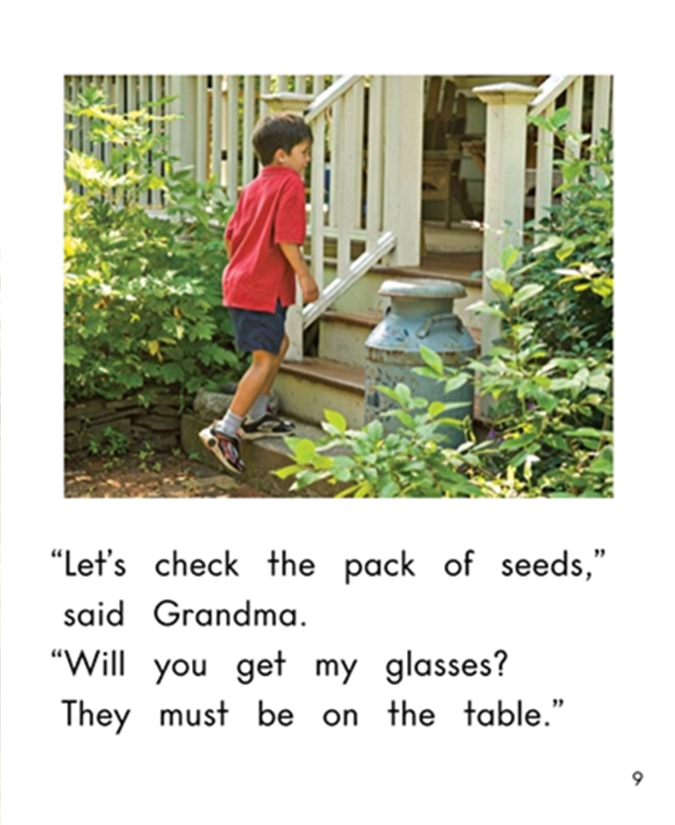 “Let’s check the pack of seeds,”
said Grandma.
“Will you get my glasses?
They must be on the table.”
9